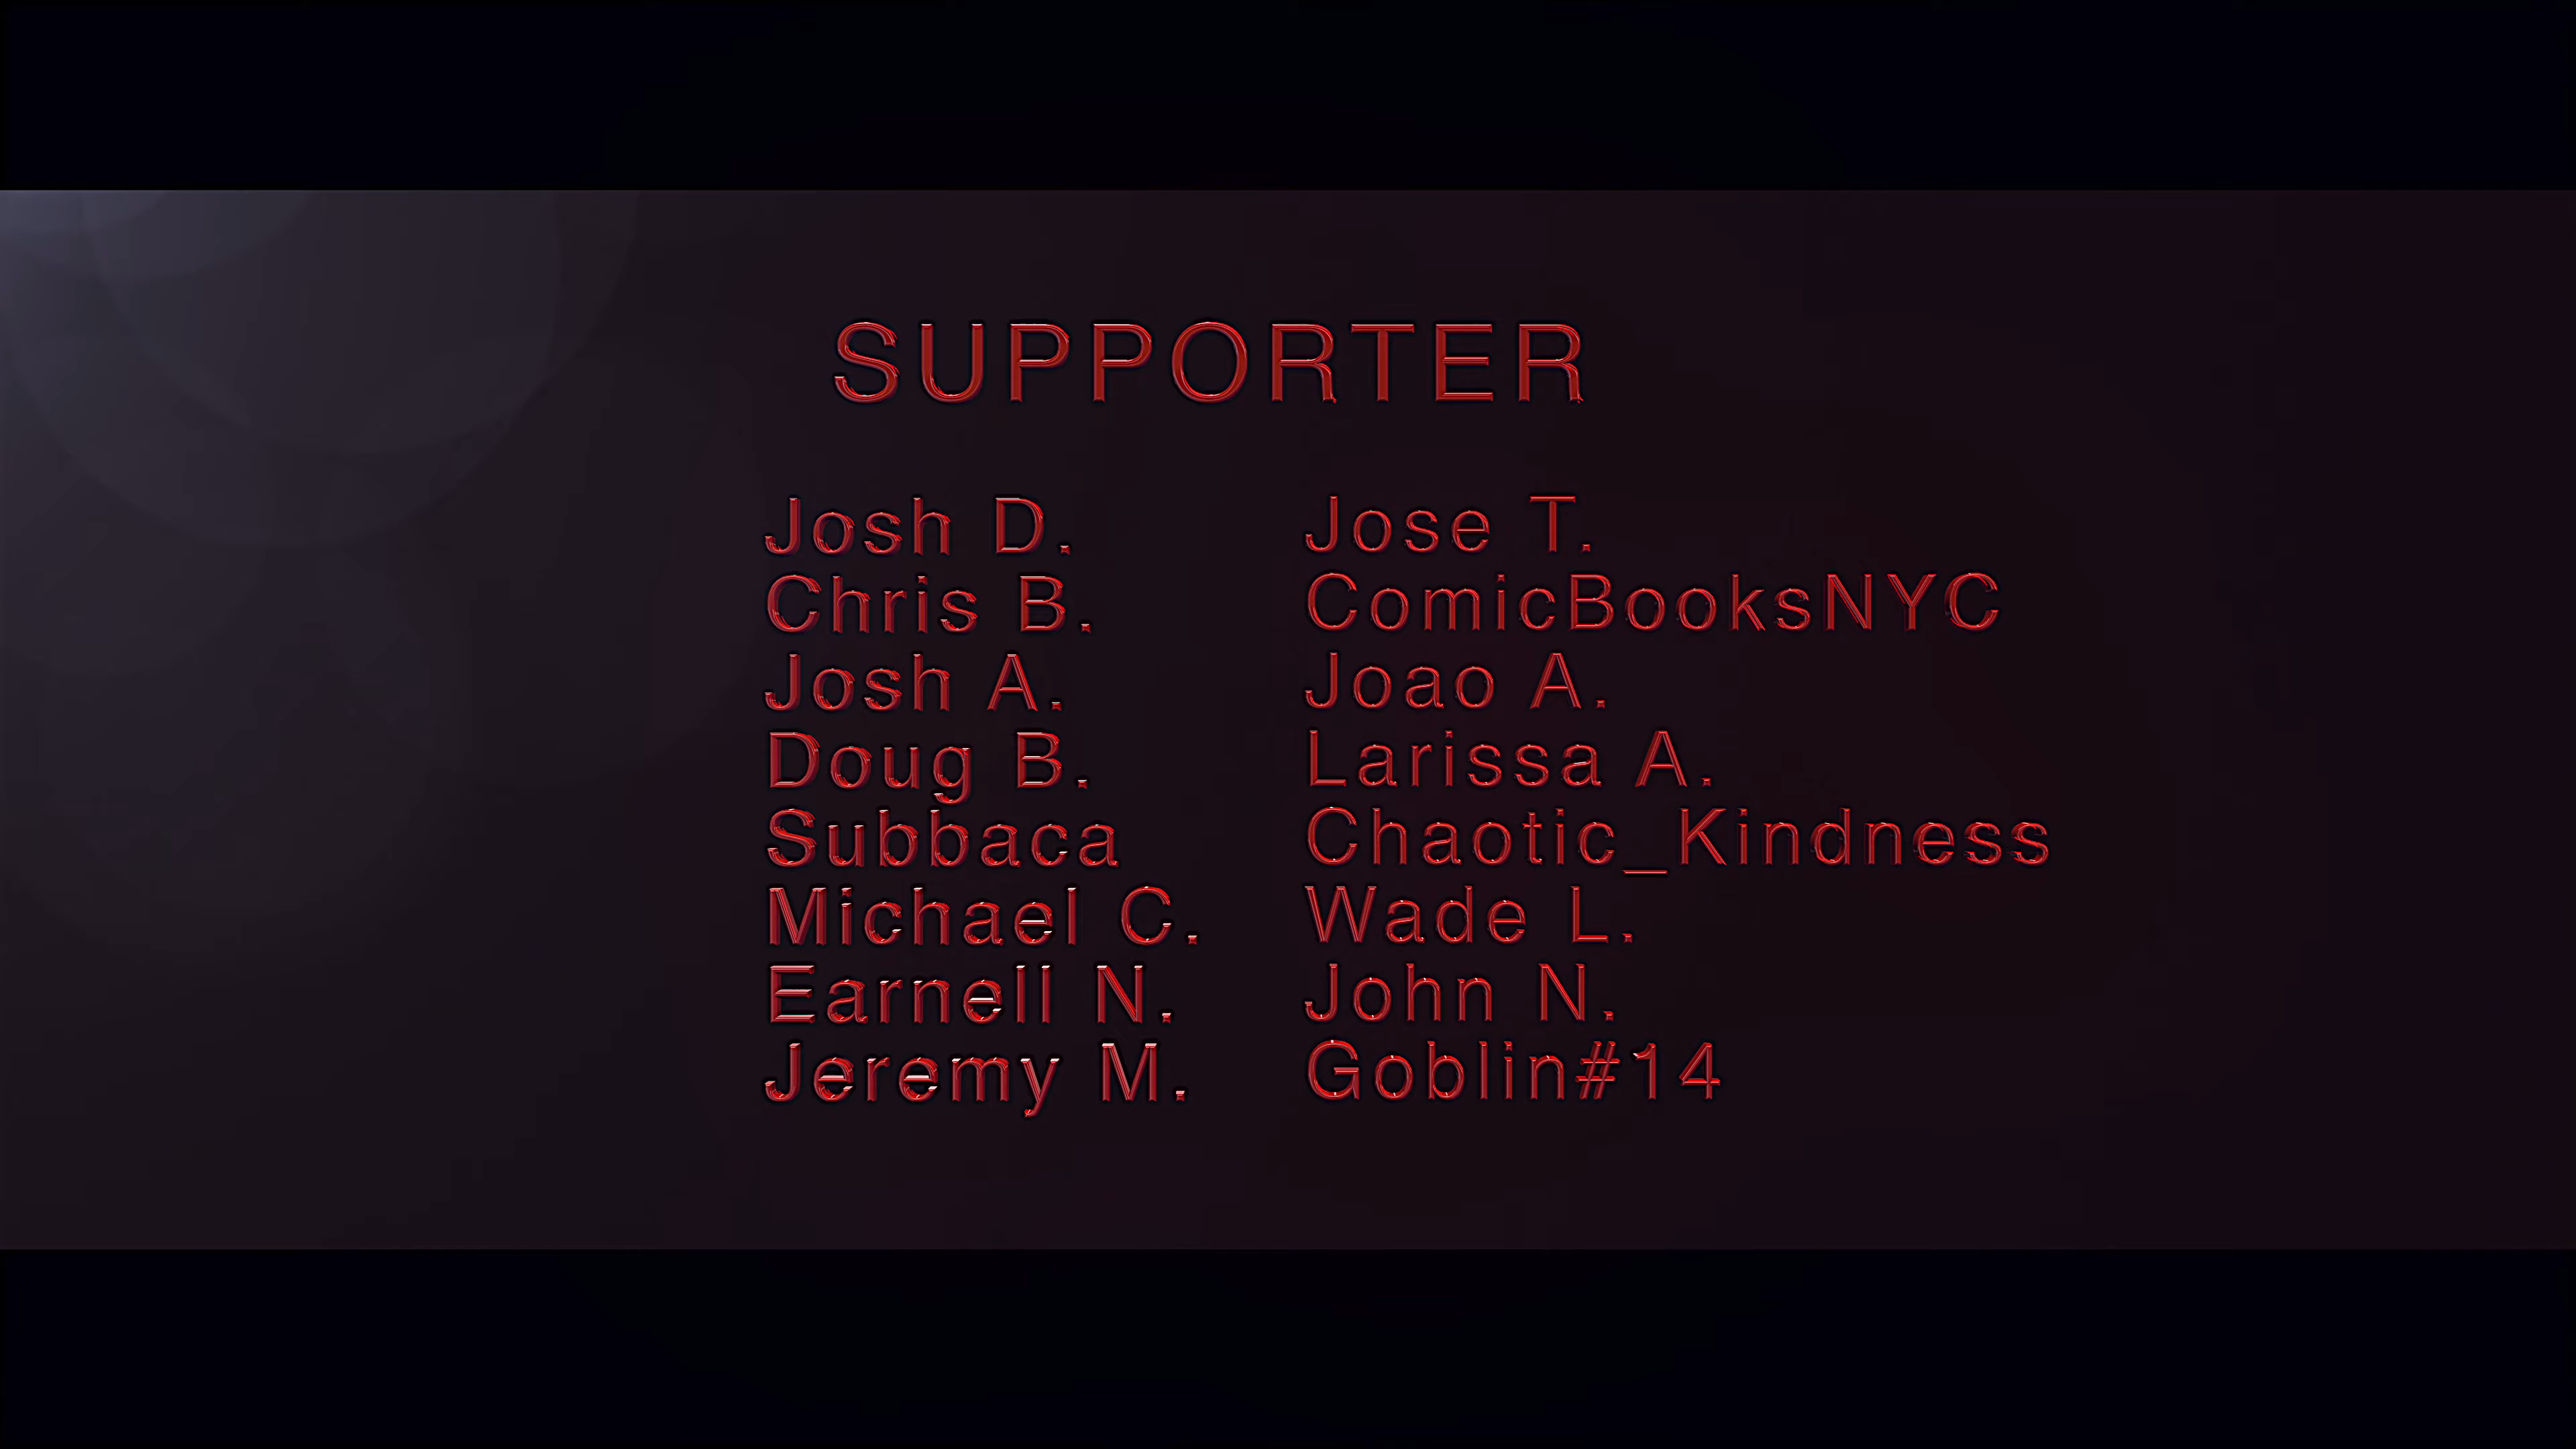 SUPPORTER
Josh D.
Chris B.
Josh A.
Doug B.
Subbaca
Michael C.
Earnell N.
Jeremy M.
Jose T.
ComicBooksNYC
Joao A.
Larissa A.
Chaotic_Kindness
Wade L.
John N.
Goblin#14